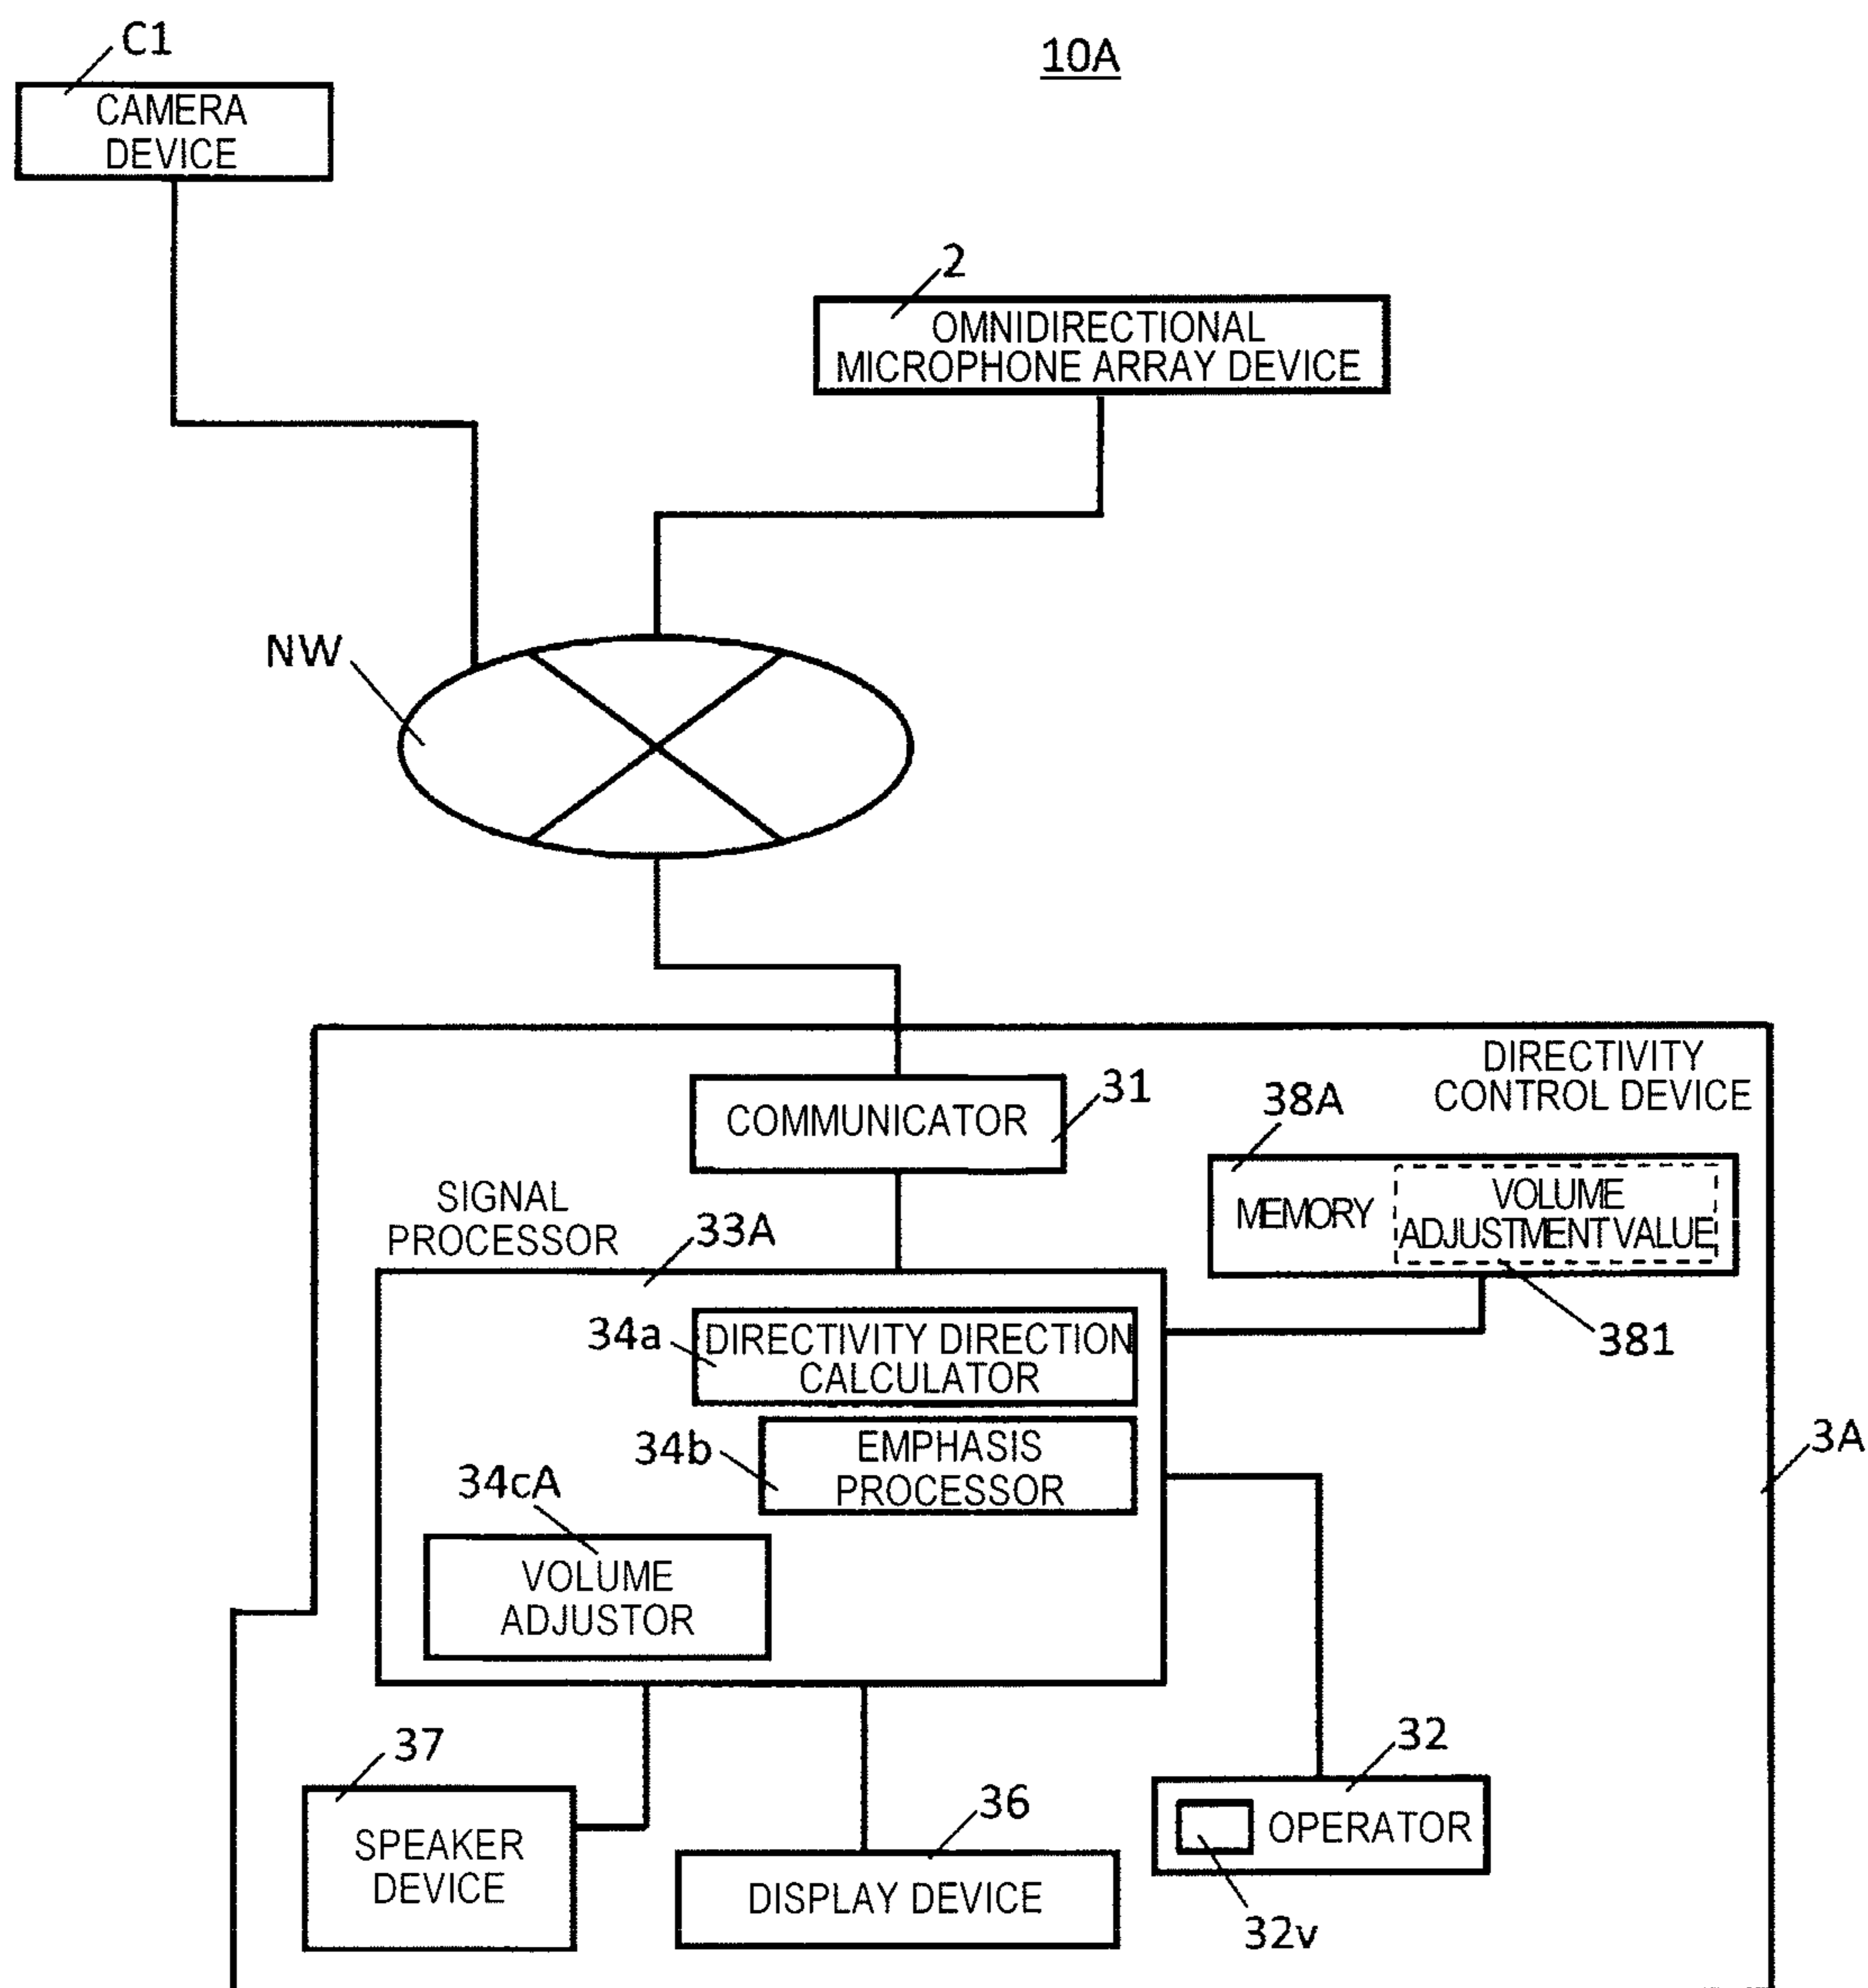 C1
10A
CAMERA
DEVICE
2
OMNIDIRECTIONAL
MICROPHONE ARRAY DEVICE
NW
DIRECTIVITY
CONTROL DEVICE
31
COMMUNICATOR
38A
MEMORY
VOLUME
ADJUSTMENT VALUE
381
SIGNAL
PROCESSOR
33A
34a
DIRECTIVITY DIRECTION
CALCULATOR
34b
EMPHASIS
PROCESSOR
3A
34cA
VOLUME
ADJUSTOR
37
SPEAKER
DEVICE
36
DISPLAY DEVICE
32
OPERATOR
32v